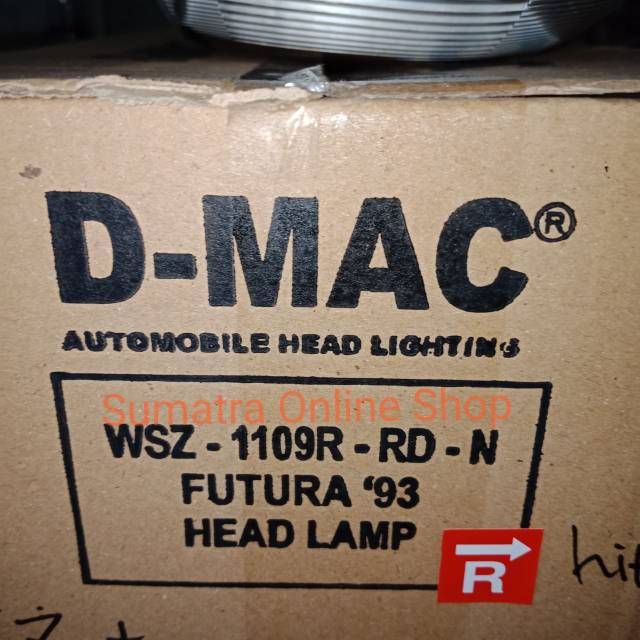 D-MAC®
AUTOMOBILE HEAD LIGHTING
Sumatra Online Shop
WSZ - 1109R - RD - N
FUTURA '93
HEAD LAMP
R